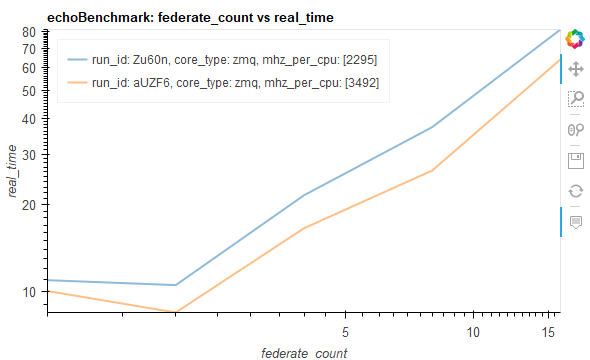 echoBenchmark: federate_count vs real_time
run_id: Zu60n, core_type: zmq, mhz_per_cpu: [2295]
run_id: aUZF6, core_type: zmq, mhz_per_cpu: [3492]
80
70
60
50
40
30
20
10
real_time
5
10
15
federate_count